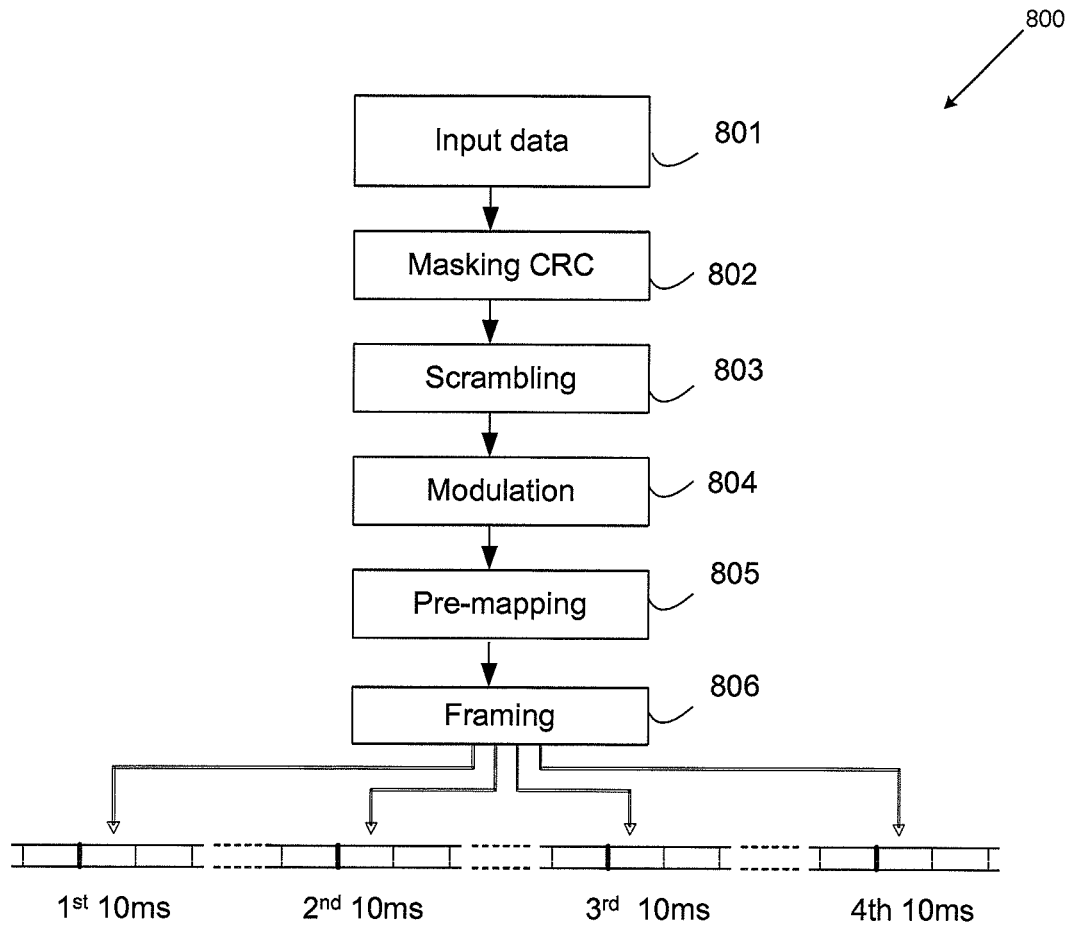 800
Input data
801
Masking CRC
802
Scrambling
803
Modulation
804
Pre-mapping
805
Framing
806
1st 10ms
2nd 10ms
3rd 10ms
4th 10ms